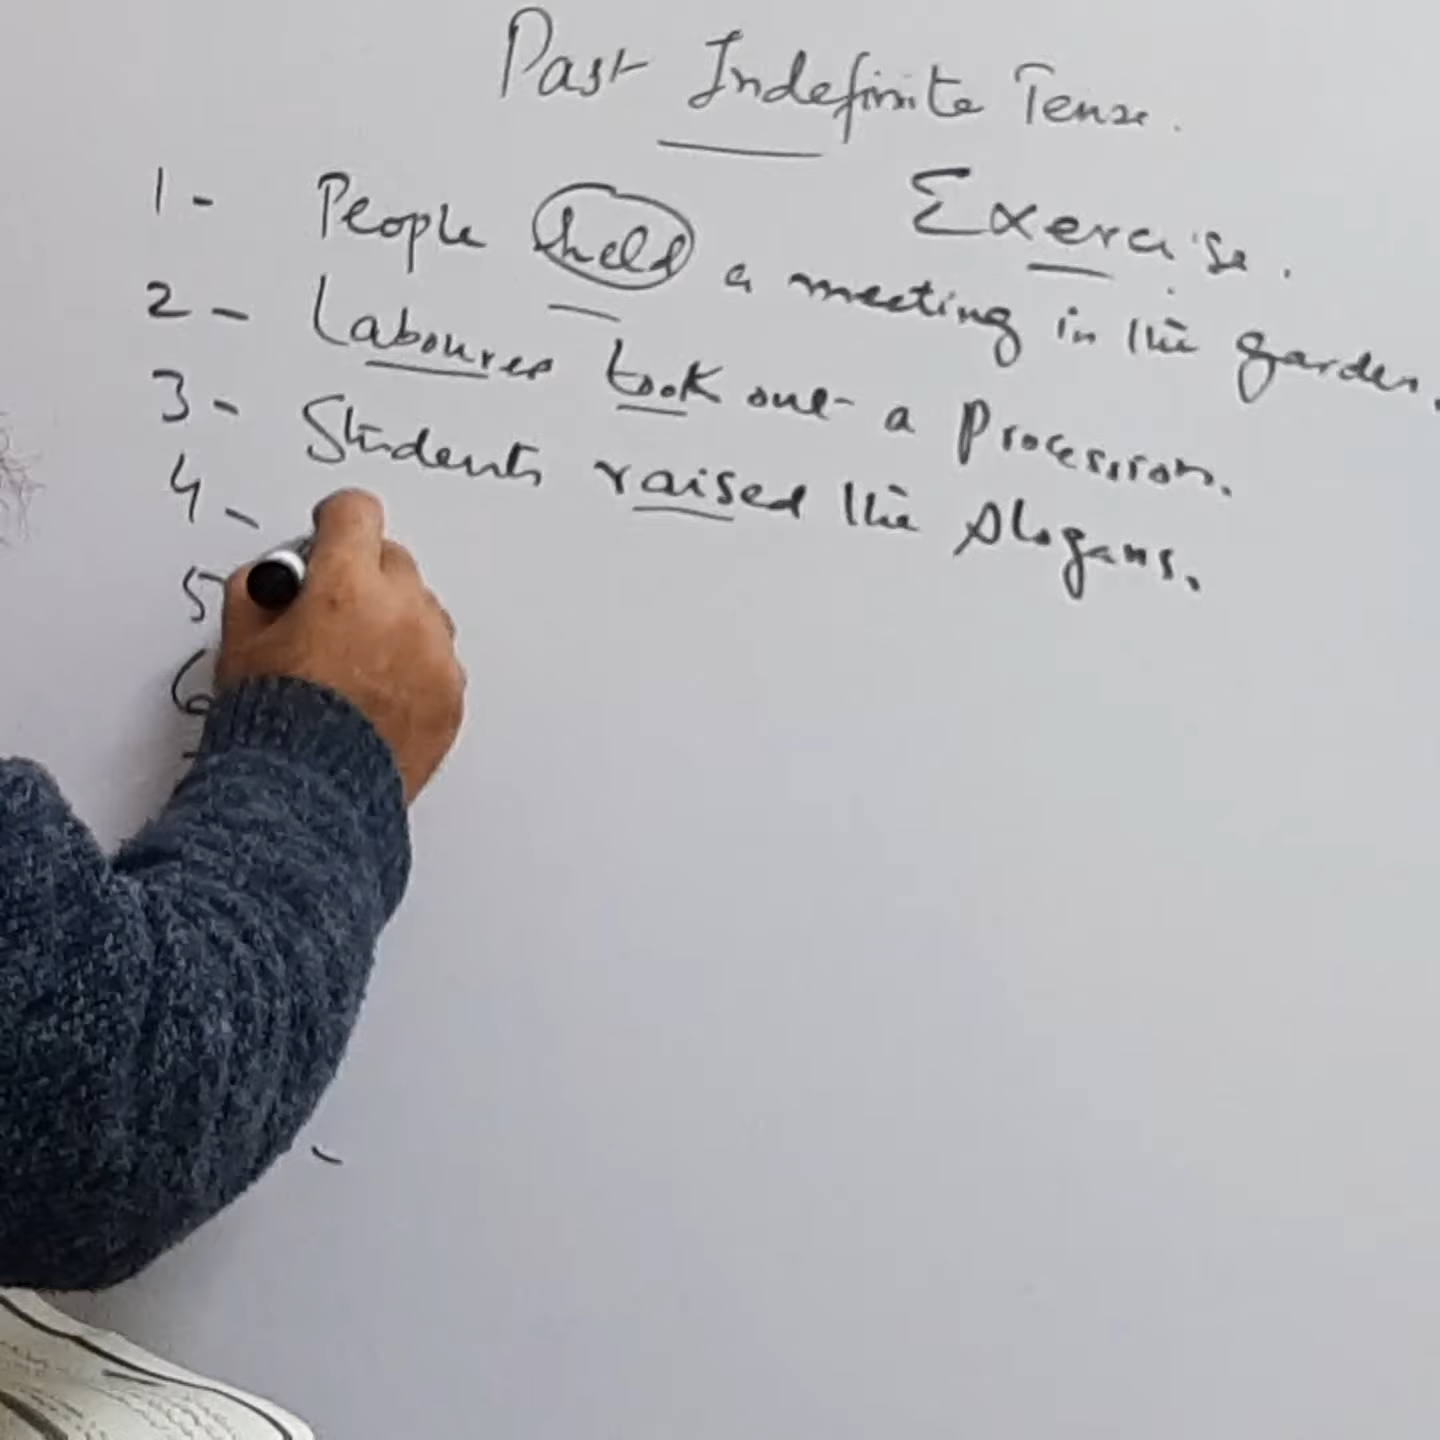 Past Indefinite Tense.
Exercise.
1- People held a meeting in the garden.
2- Laboures took out a Procession.
3- Students raised the slogans.
4-
5
6